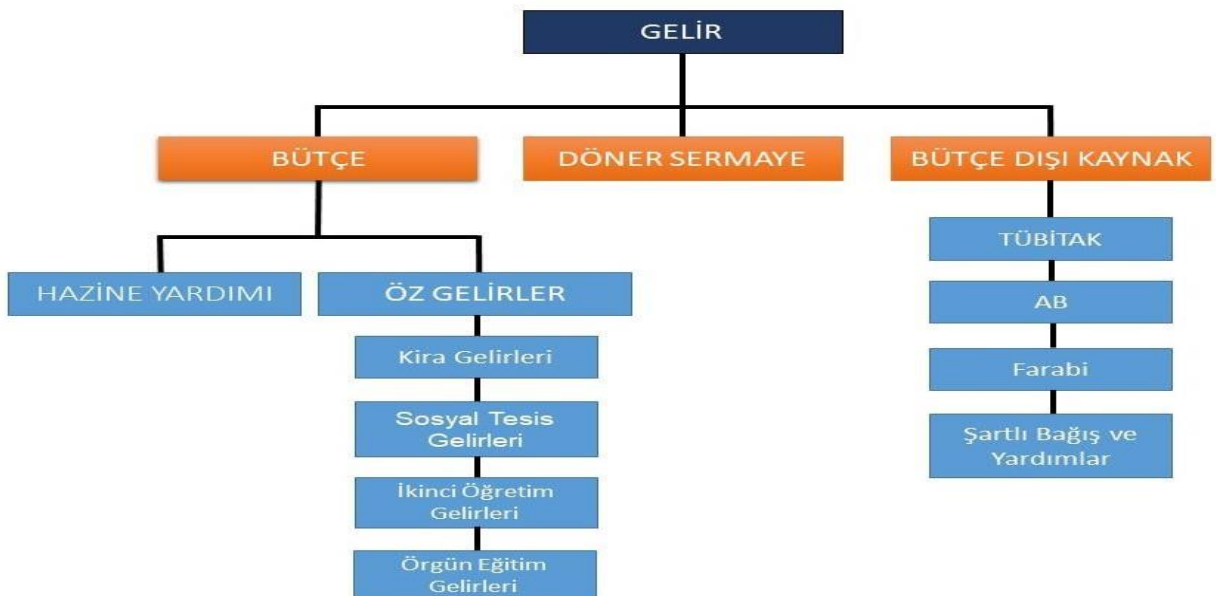 GELİR
BÜTÇE
DÖNER SERMAYE
BÜTÇE DIŞI KAYNAK
HAZİNE YARDIMI
ÖZ GELİRLER
Kira Gelirleri
Sosyal Tesis
Gelirleri
İkinci Öğretim
Gelirleri
Örgün Eğitim
Gelirleri
TÜBİTAK
AB
Farabi
Şartlı Bağış ve
Yardımlar